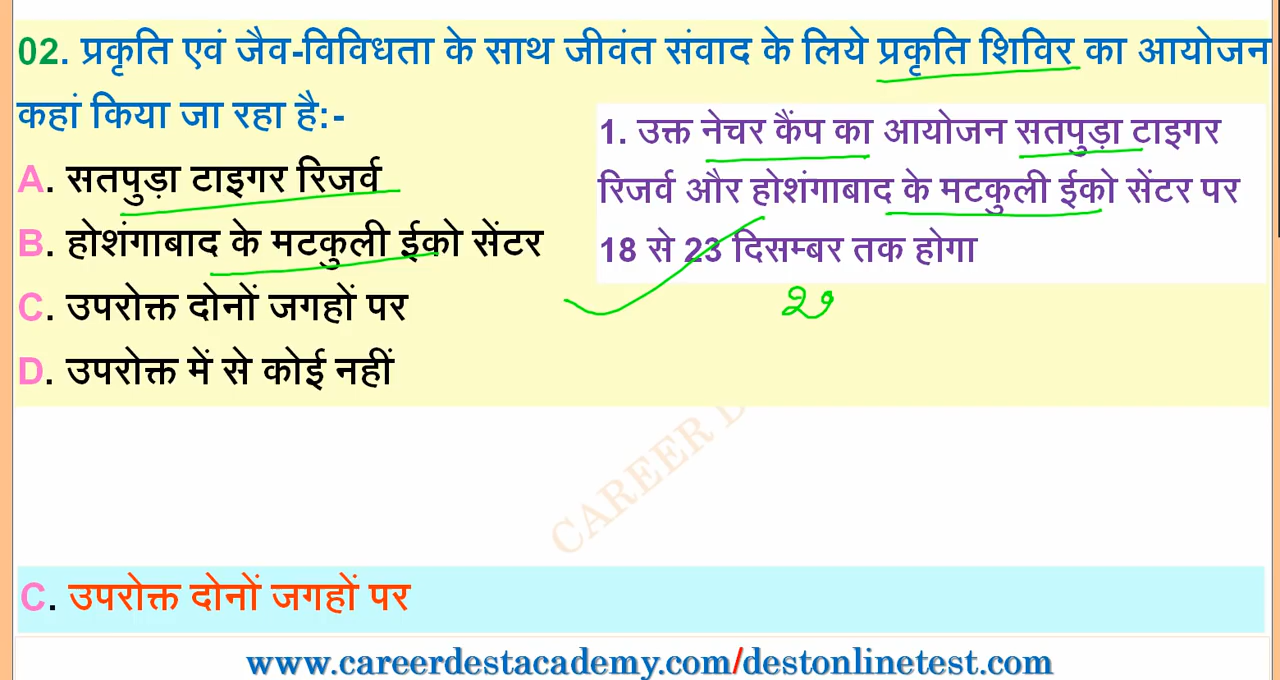 02. प्रकृति एवं जैव-विविधता के साथ जीवंत संवाद के लिये प्रकृति शिविर का आयोजन
कहां किया जा रहा है:-
A. सतपुड़ा टाइगर रिजर्व
B. होशंगाबाद के मटकुली ईको सेंटर
C. उपरोक्त दोनों जगहों पर
D. उपरोक्त में से कोई नहीं
1. उक्त नेचर कैंप का आयोजन सतपुड़ा टाइगर
रिजर्व और होशंगाबाद के मटकुली ईको सेंटर पर
18 से 23 दिसम्बर तक होगा
CAREER D
C. उपरोक्त दोनों जगहों पर
www.careerdestacademy.com/destonlinetest.com